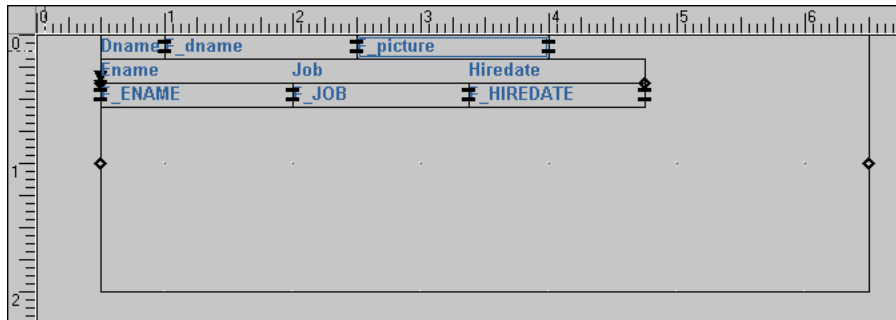 0 1 2 3 4 5 6
0
Dname F_dname F_picture
Ename Job Hiredate
F_ENAME F_JOB F_HIREDATE
1
2